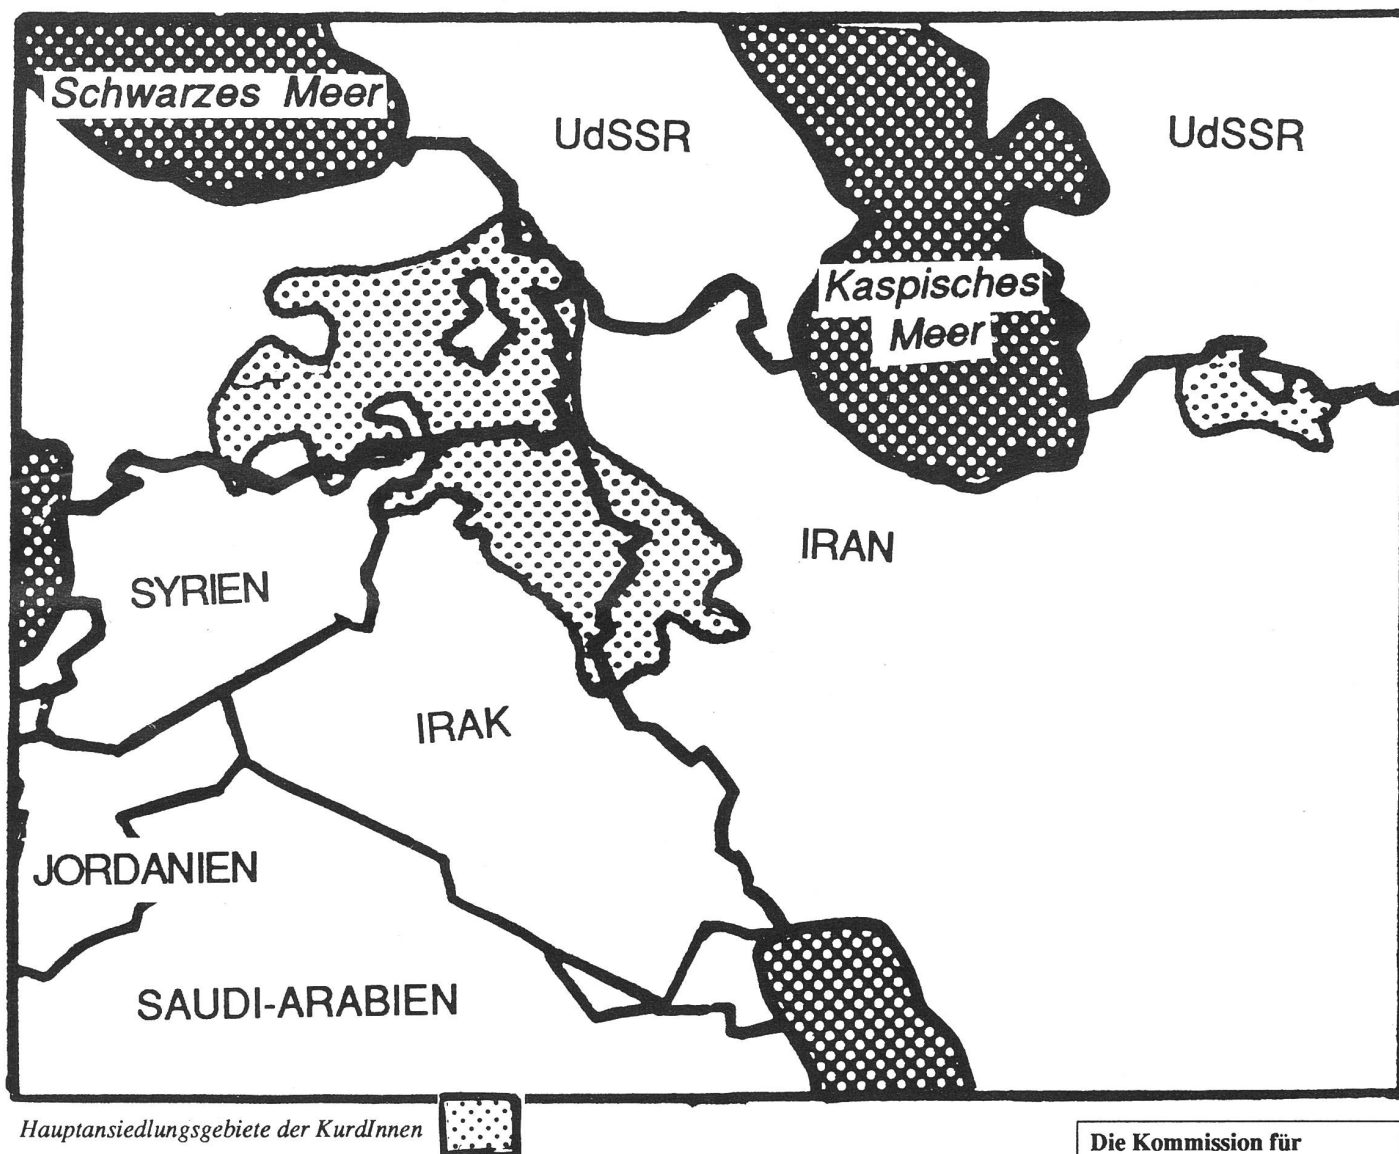 Schwarzes Meer
UdSSR
UdSSR
Kaspisches
Meer
IRAN
SYRIEN
IRAK
JORDANIEN
SAUDI-ARABIEN
Hauptansiedlungsgebiete der KurdInnen
Die Kommission für